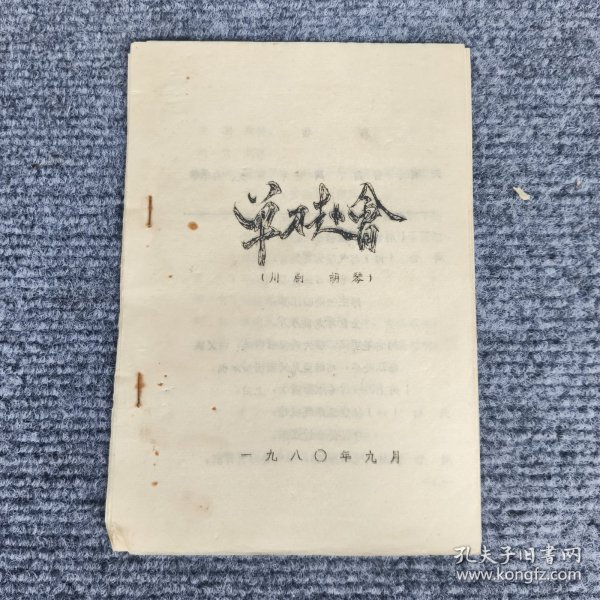 单刀赴會
（川剧 胡琴）
一九八〇年九月
孔夫子旧书网
www.kongfz.com